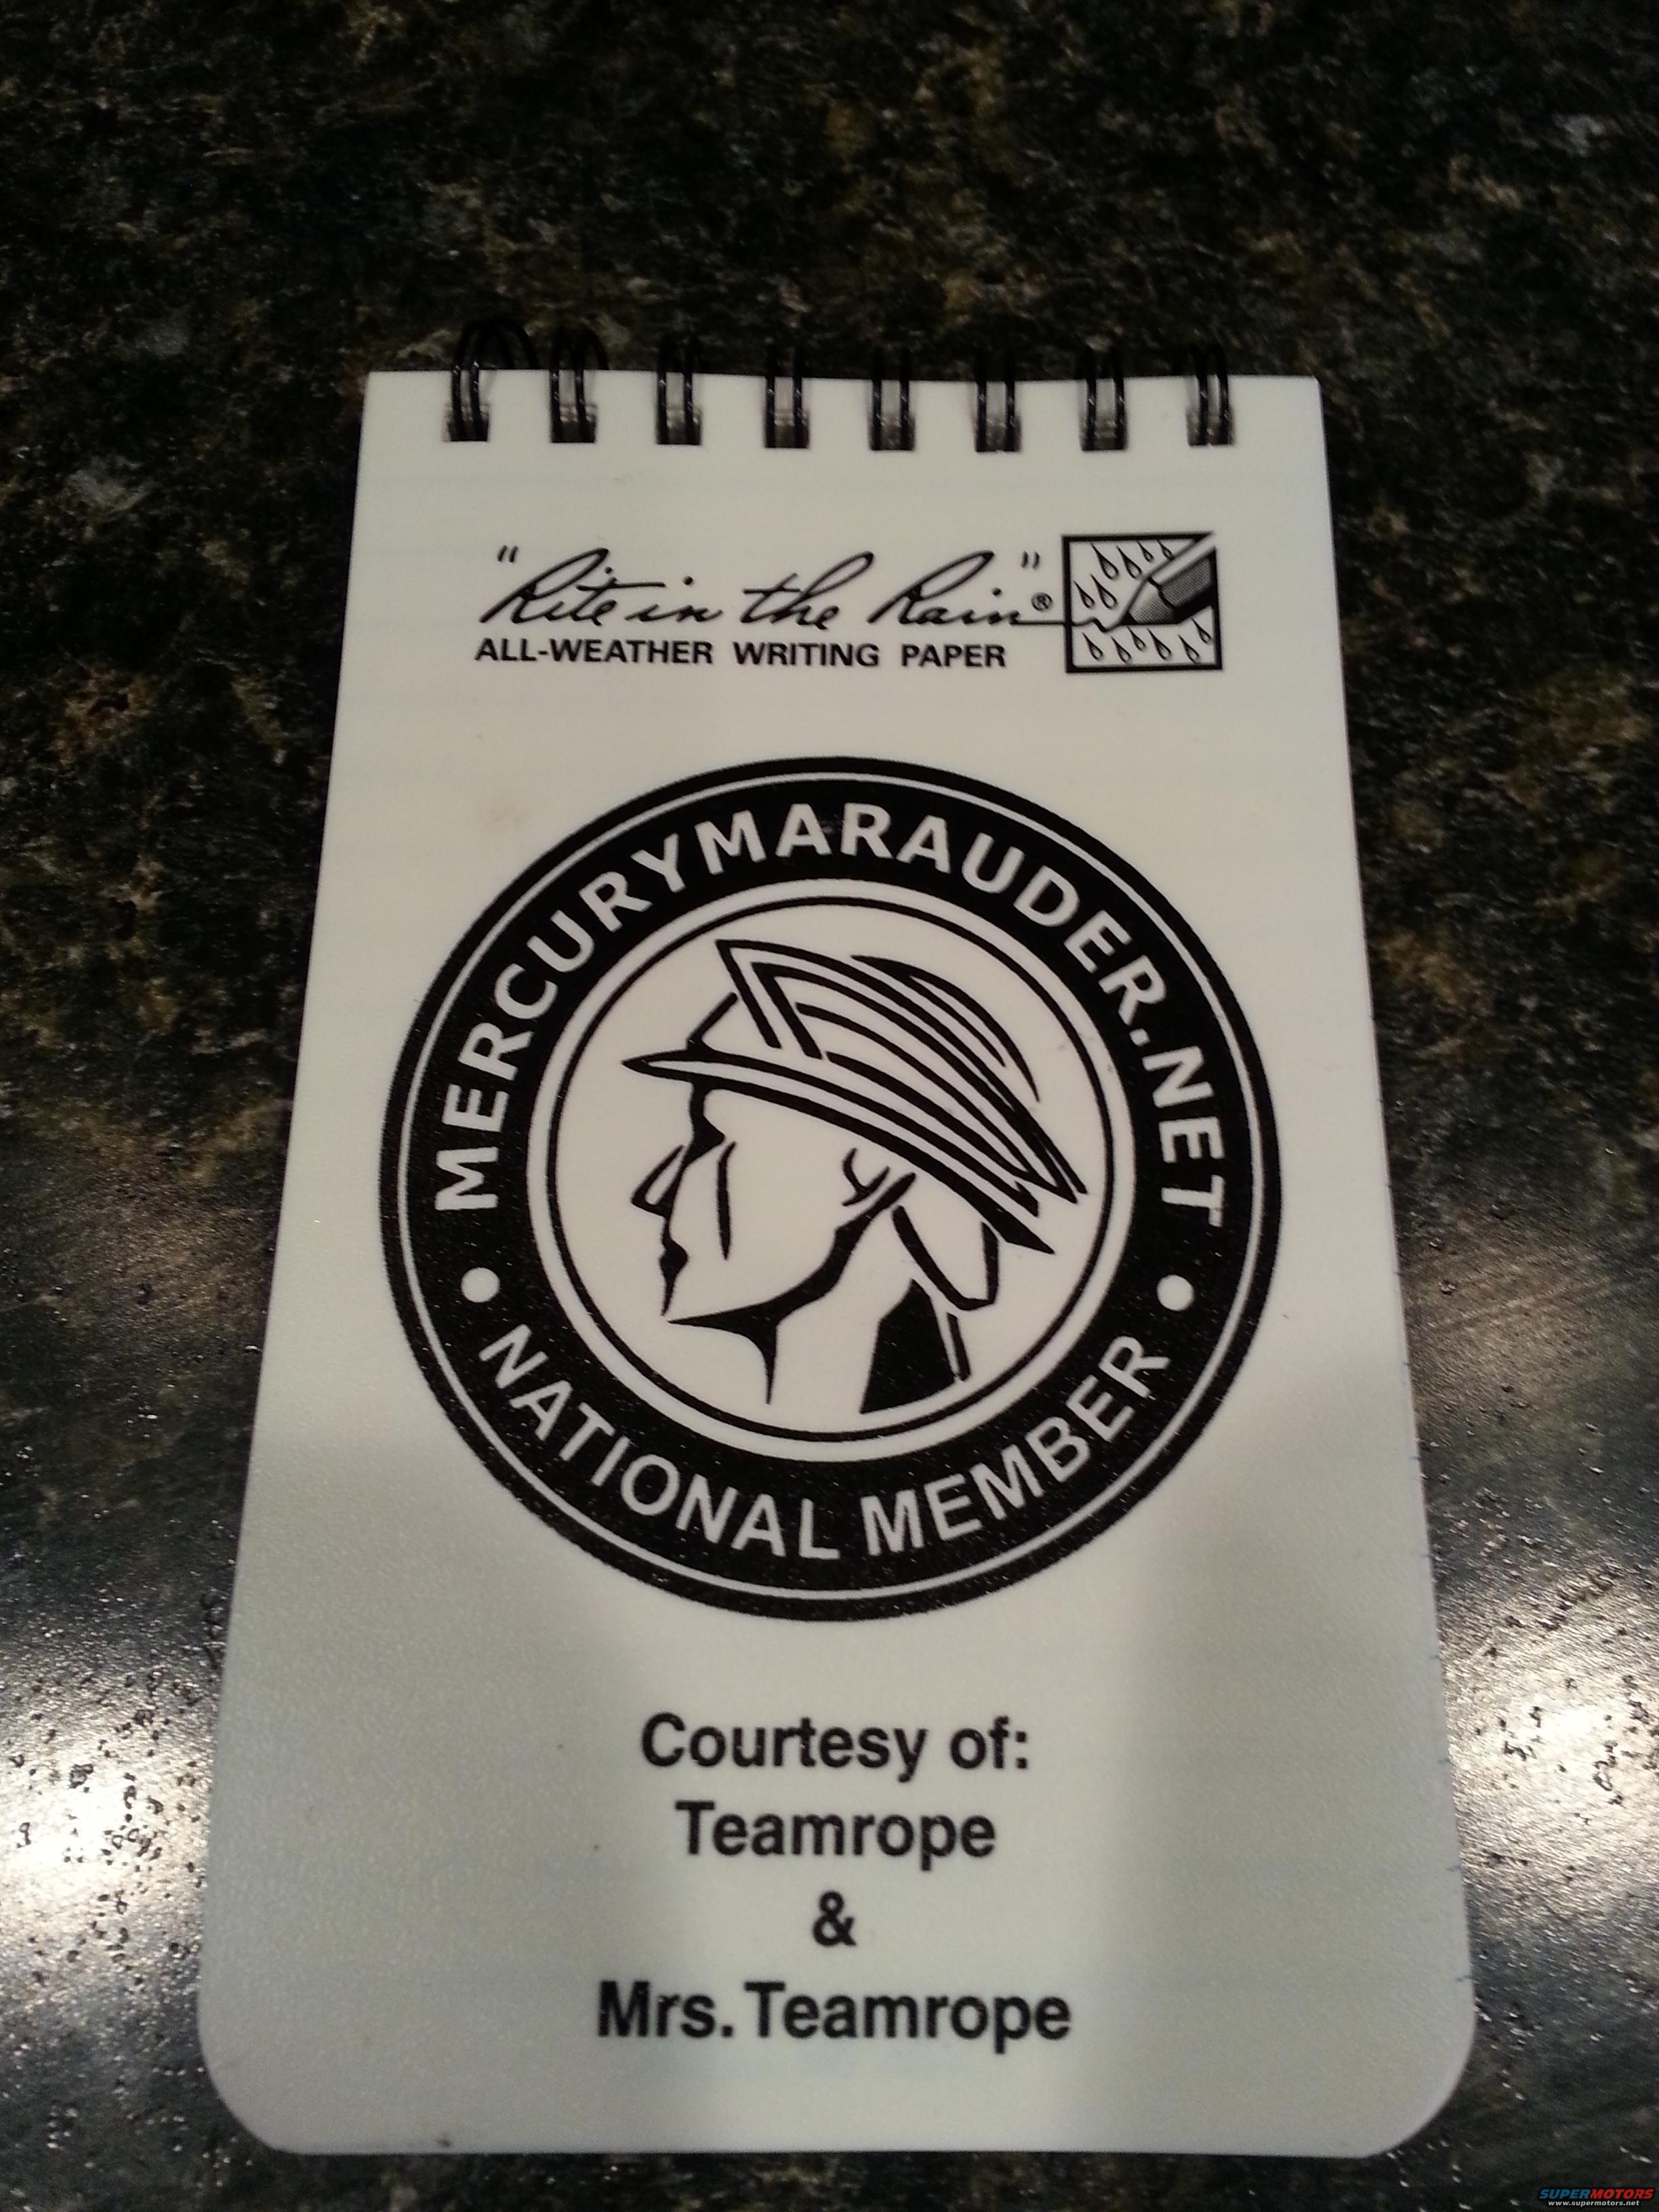 "Rite in the Rain"®
ALL-WEATHER WRITING PAPER
MERCURYMARAUDER.NET
• NATIONAL MEMBER •
Courtesy of:
Teamrope
&
Mrs. Teamrope
SUPERMOTORS
www.supermotors.net